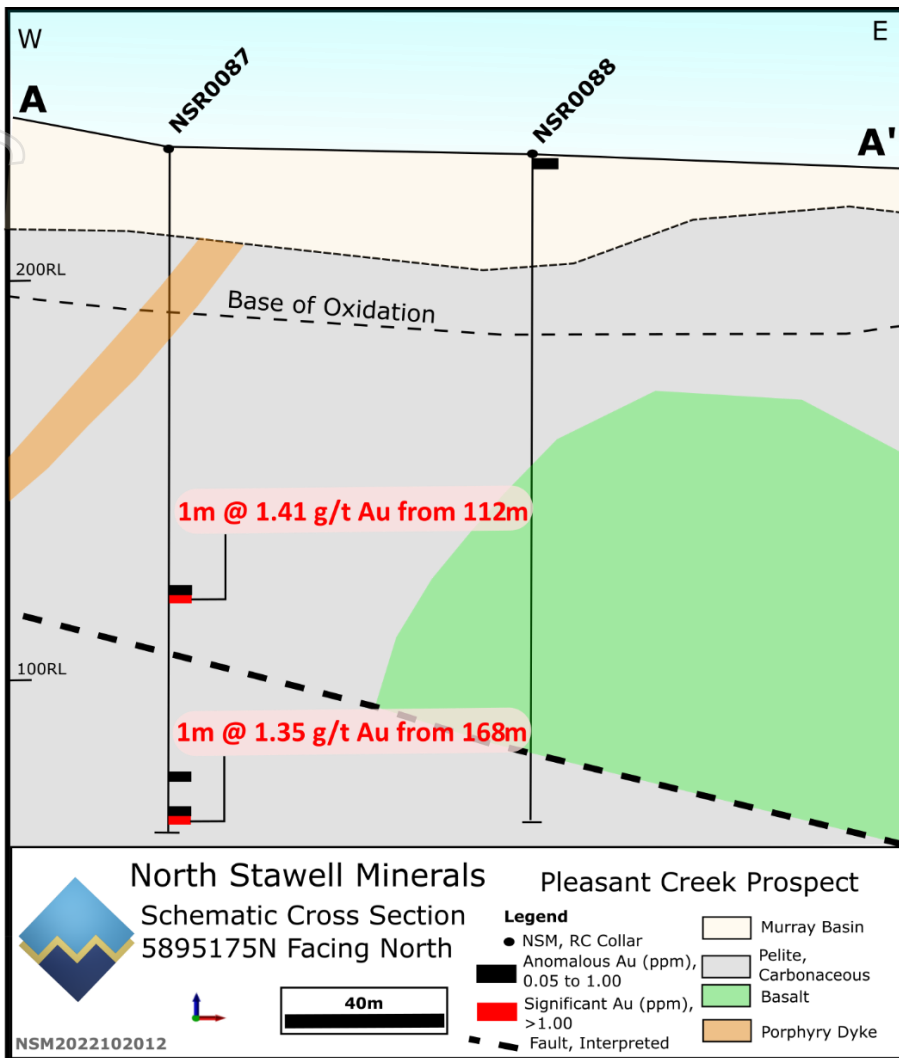 W
E
A
NSR0087
NSR0088
A'
200RL
Base of Oxidation
1m @ 1.41 g/t Au from 112m
100RL
1m @ 1.35 g/t Au from 168m
North Stawell Minerals
Schematic Cross Section
5895175N Facing North
40m
NSM2022102012
Pleasant Creek Prospect
Legend
NSM, RC Collar
Anomalous Au (ppm),
0.05 to 1.00
Significant Au (ppm),
>1.00
Fault, Interpreted
Murray Basin
Pelite,
Carbonaceous
Basalt
Porphyry Dyke